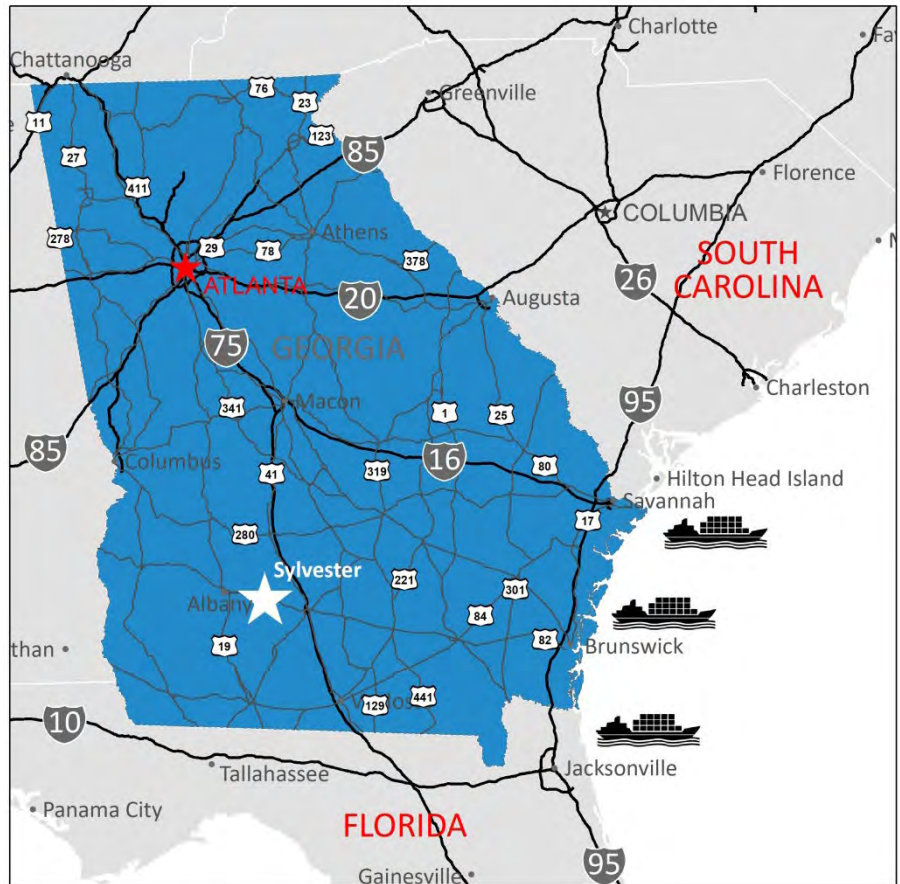 Charlotte
Chattanooga
76
Greenville
23
11
123
27
85
411
Florence
COLUMBIA
278
Athens
29
78
378
SOUTH
CAROLINA
ATLANTA
26
20
Augusta
75
GEORGIA
Charleston
95
341
Macon
1
25
85
Columbus
41
319
16
80
Hilton Head Island
Savannah
17
280
Sylvester
221
301
Albany
84
19
82
Brunswick
129
441
10
Tallahassee
Jacksonville
Panama City
FLORIDA
95
Gainesville